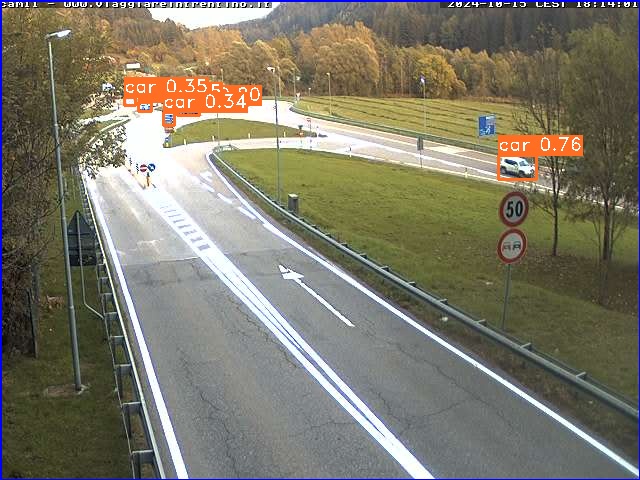 cam11 - www.viaggiareintrentino.it
2024-10-15 CEST 18:14:01
car 0.35
car 0.34
car 0.76
50